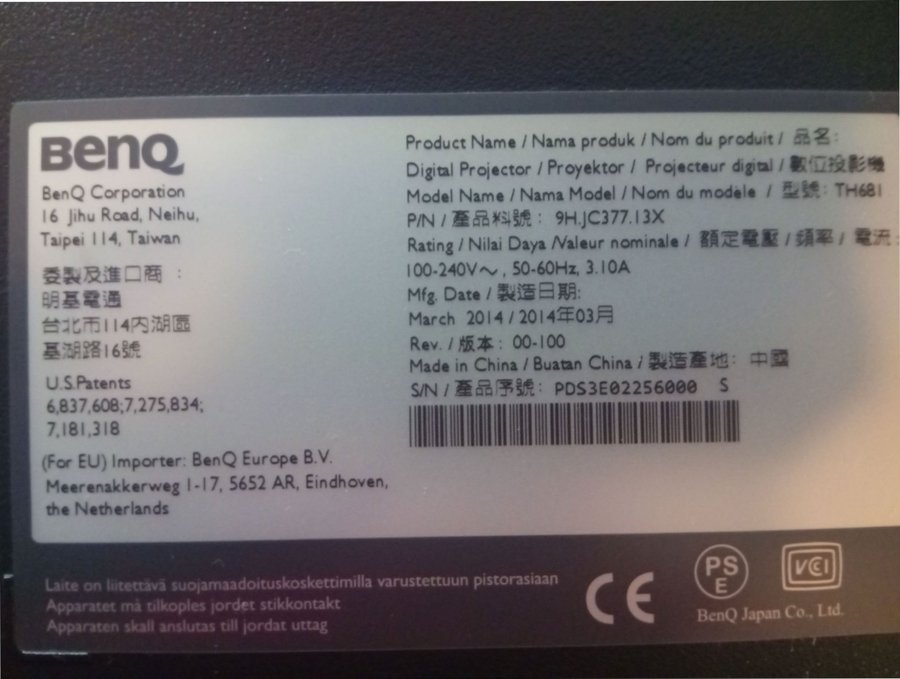 BenQ
BenQ Corporation
16 Jihu Road, Neihu,
Taipei 114, Taiwan
委製及進口商 :
明基電通
台北市114內湖區
基湖路16號
U.S.Patents
6,837,608;7,275,834;
7,181,318
(For EU) Importer: BenQ Europe B.V.
Meerenakkerweg 1-17, 5652 AR, Eindhoven,
the Netherlands
Product Name / Nama produk / Nom du produit / 品名:
Digital Projector / Proyektor / Projecteur digital / 數位投影機
Model Name / Nama Model / Nom du modèle / 型號: TH681
P/N / 產品料號: 9H.JC377.13X
Rating / Nilai Daya /Valeur nominale / 額定電壓 / 頻率 / 電流:
100-240V～, 50-60Hz, 3.10A
Mfg. Date / 製造日期:
March 2014 / 2014年03月
Rev. / 版本: 00-100
Made in China / Buatan China / 製造產地: 中國
S/N / 產品序號: PDS3E02256000 S
Laite on liitettävä suojamaadoituskoskettimilla varustettuun pistorasiaan
Apparatet må tilkoples jordet stikkontakt
Apparaten skall anslutas till jordat uttag
CE
PS
E
VCI
BenQ Japan Co., Ltd.